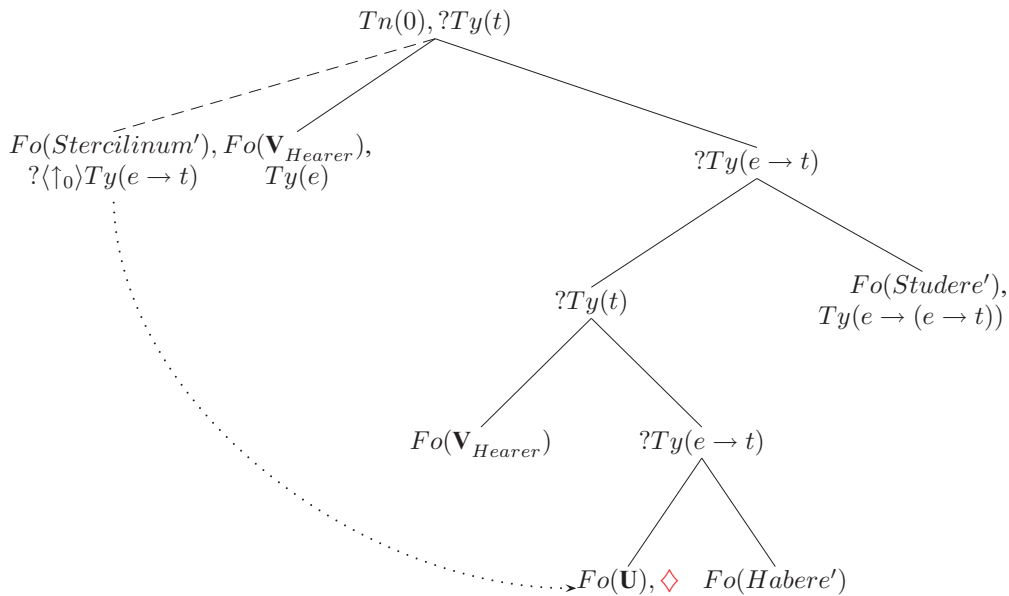 Tn(0), ?Ty(t)
Fo(Stercilinum′), Fo(V_Hearer),
?⟨↑₀⟩Ty(e → t) Ty(e)
?Ty(e → t)
Fo(Studere′),
?Ty(t)
Ty(e → (e → t))
Fo(V_Hearer) ?Ty(e → t)
Fo(U), ♢ Fo(Habere′)